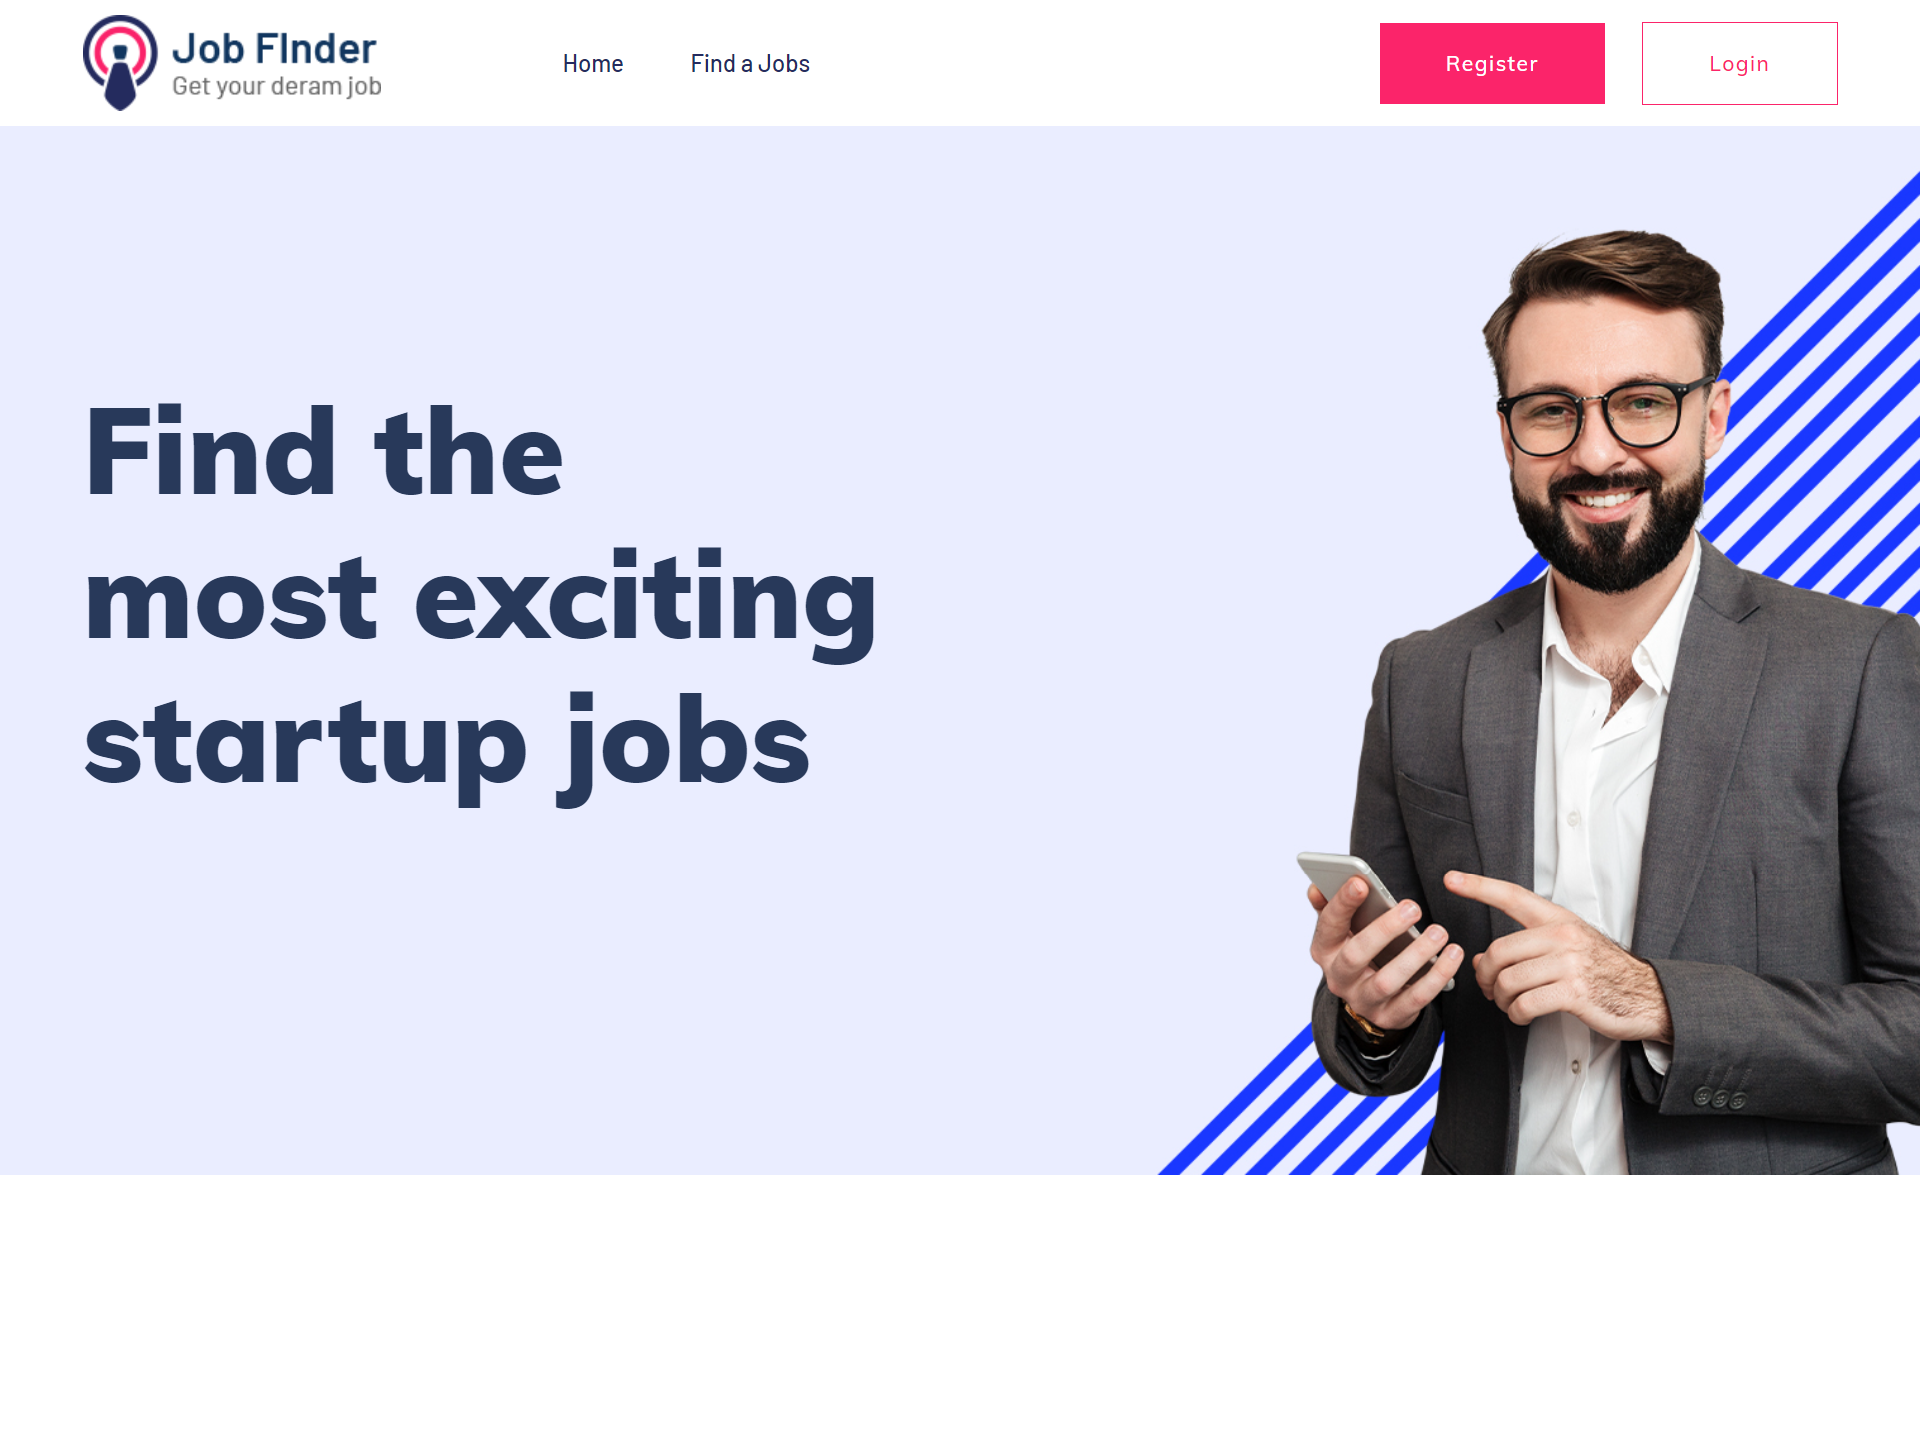 Job FInder
Get your deram job
Home
Find a Jobs
Register
Login
Find the
most exciting
startup jobs